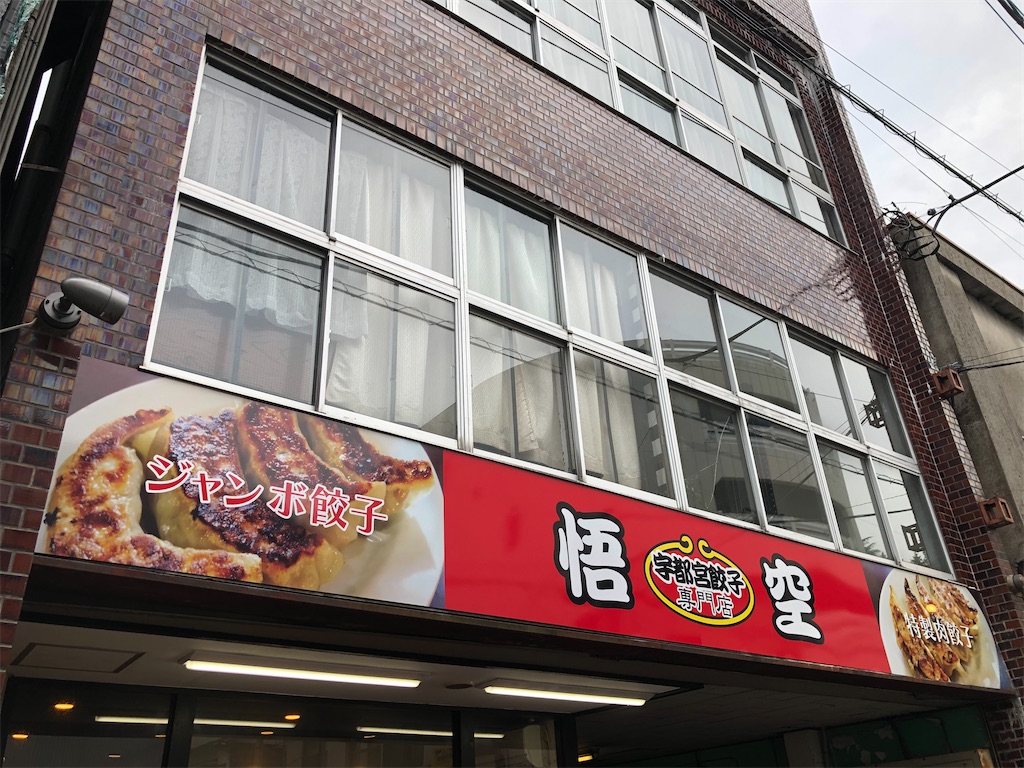 ジャンボ餃子
悟
宇都宮餃子
専門店
空
特製肉餃子